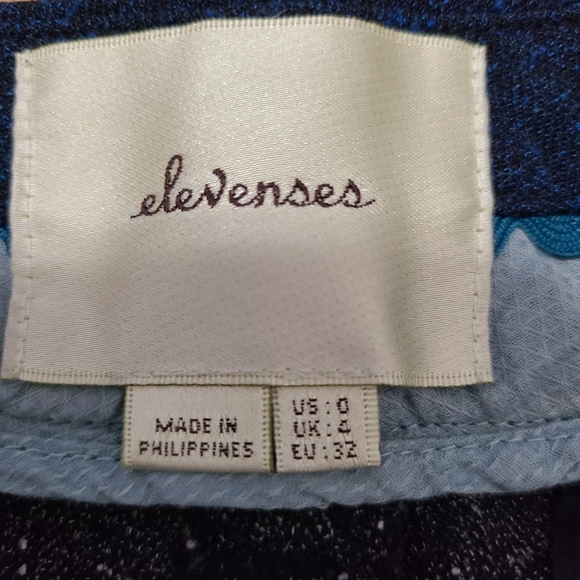 elevenses
MADE IN
PHILIPPINES
US : 0
UK : 4
EU : 32